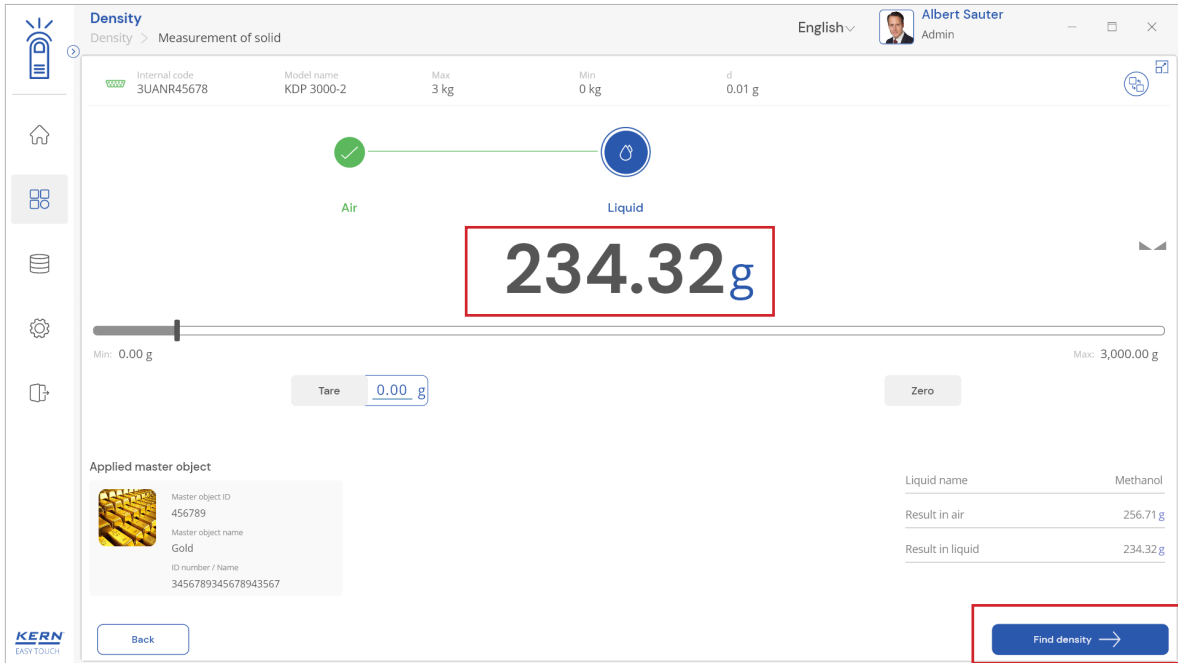 Density
Density > Measurement of solid
English
Albert Sauter
Admin
Internal code
3UANR45678
Model name
KDP 3000-2
Max
3 kg
Min
0 kg
d
0.01 g
Air
Liquid
234.32 g
Min: 0.00 g
Max: 3,000.00 g
Tare 0.00 g
Zero
Applied master object
Master object ID
456789
Master object name
Gold
ID number / Name
3456789345678943567
Liquid name Methanol
Result in air 256.71 g
Result in liquid 234.32 g
KERN
EASY TOUCH
Back
Find density